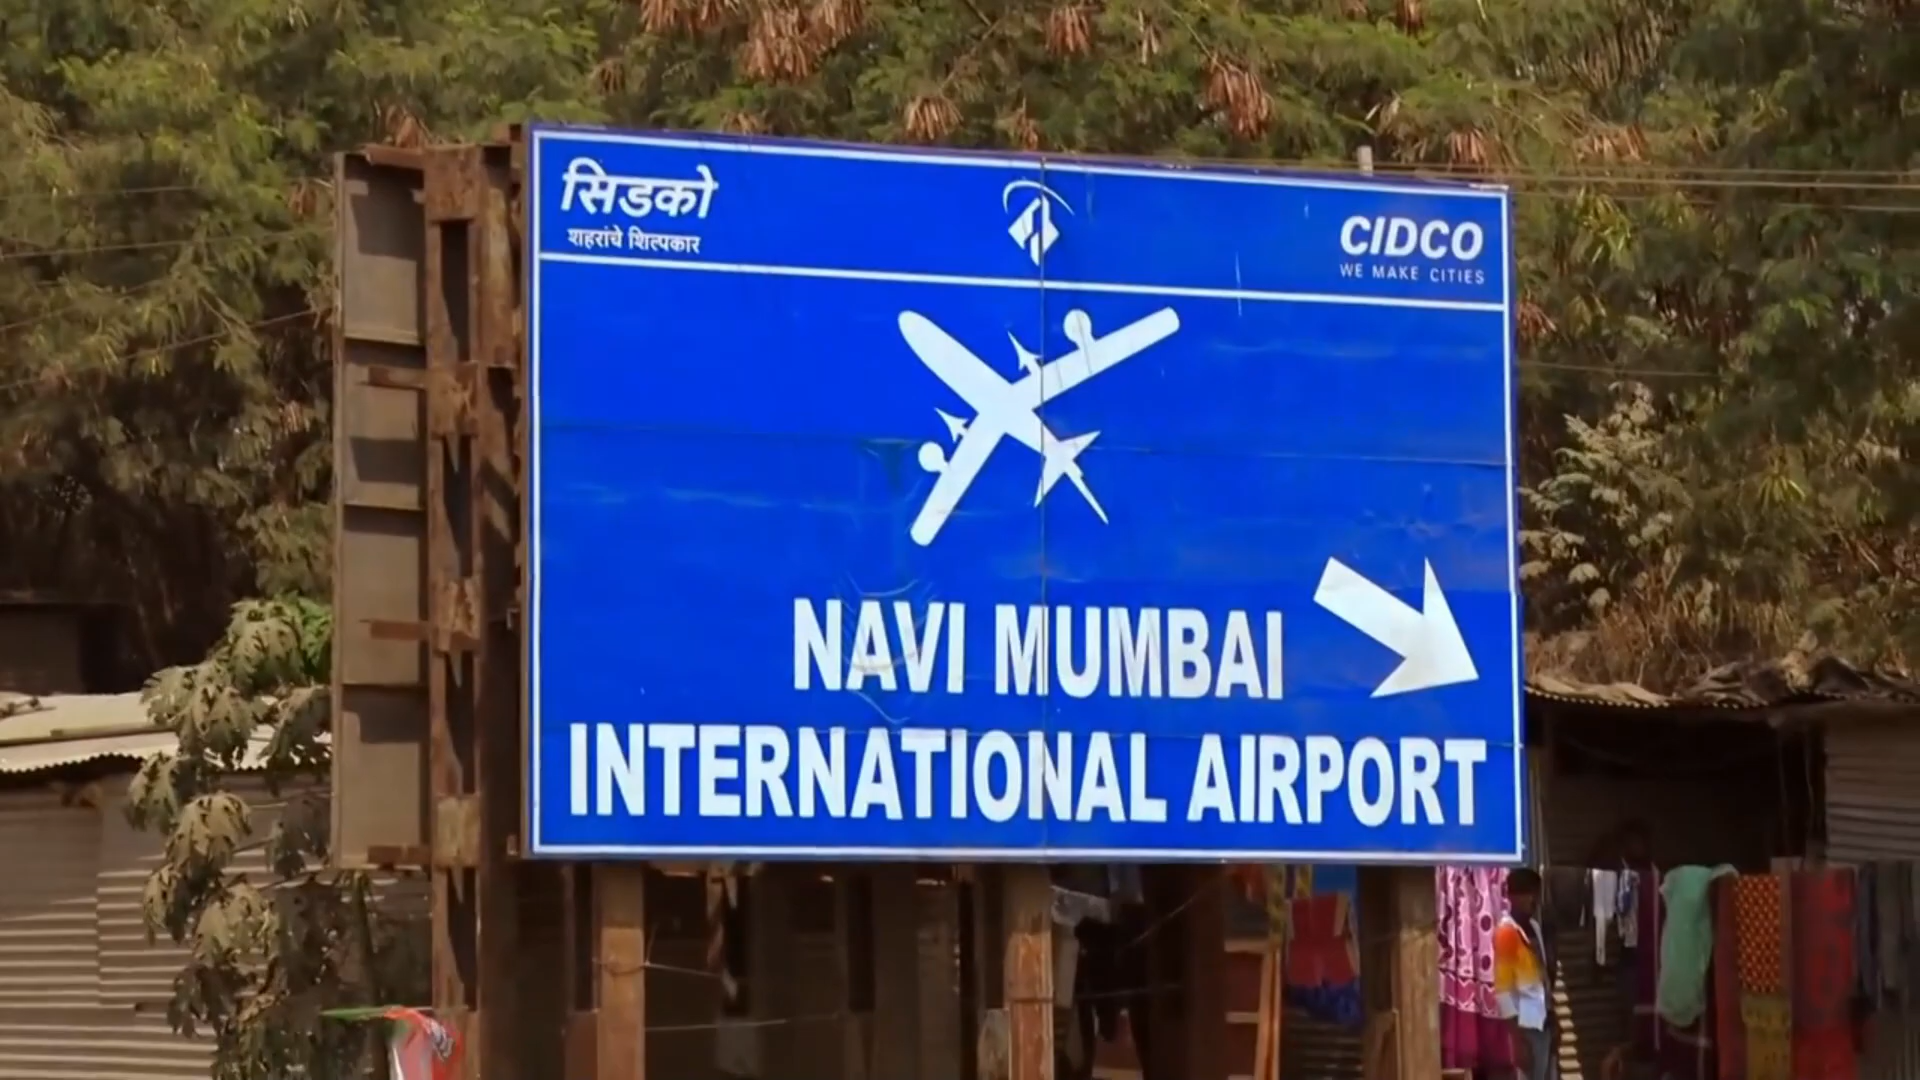 सिडको
शहरांचे शिल्पकार
CIDCO
WE MAKE CITIES
NAVI MUMBAI
INTERNATIONAL AIRPORT